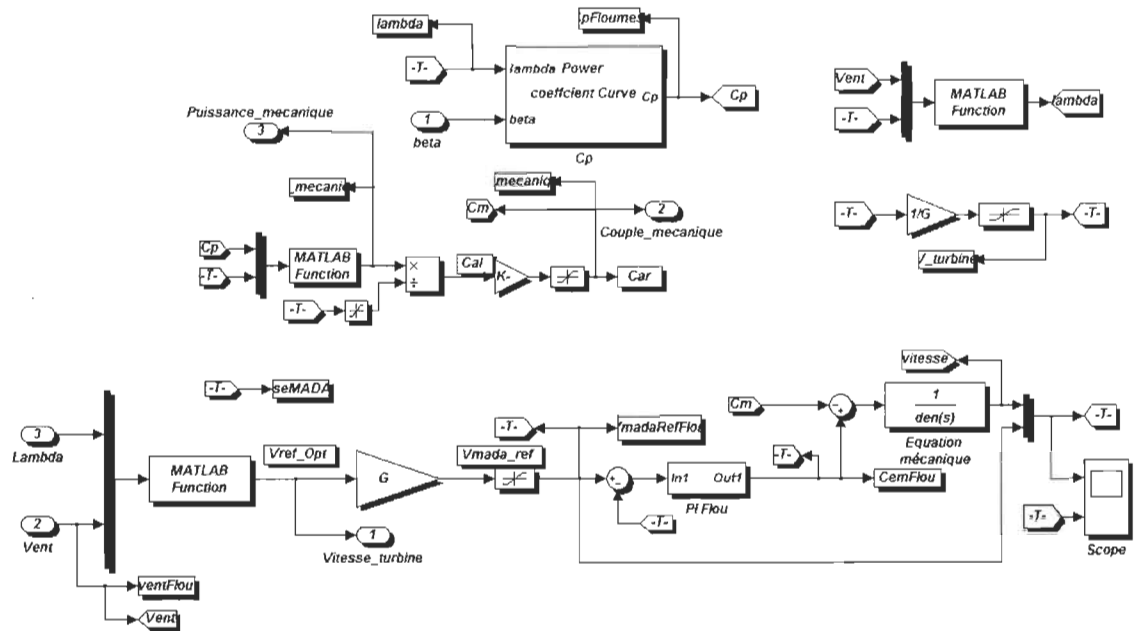 lambda
pFloumes
-T-
lambda Power
coeffcient Curve
Cp
beta
Cp
1
beta
Cp
Vent
-T-
MATLAB
Function
lambda
Puissance_mecanique
3
_mecaniq
mecaniq
Cm
2
Couple_mecanique
-T-
1/G
-T-
V_turbine
Cp
-T-
MATLAB
Function
×
÷
Cal
K-
Car
-T-
-T-
seMADA
vitesse
Cm
1
den(s)
Equation
mécanique
-T-
3
Lambda
MATLAB
Function
Vref_Opt
G
Vmada_ref
-T-
madaRefFlou
-T-
In1 Out1
PI Flou
-T-
CemFlou
-T-
Scope
2
Vent
1
Vitesse_turbine
ventFlou
Vent